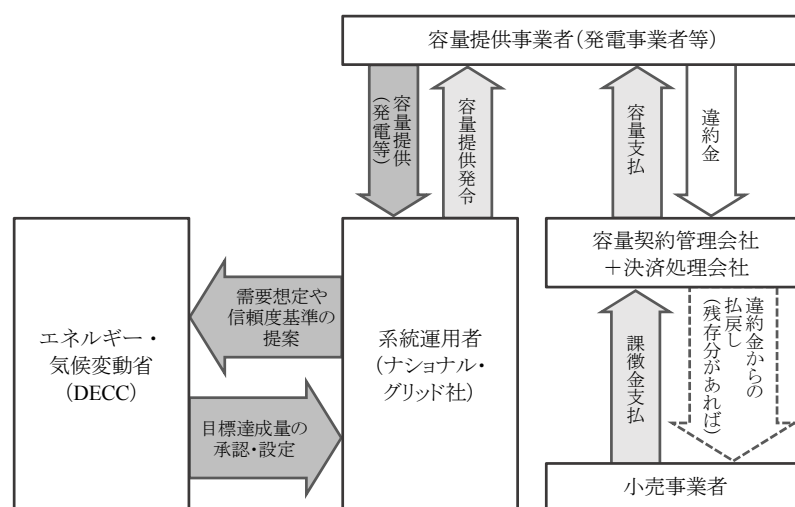 容量提供事業者(発電事業者等)
容量提供
(発電等)
容量提供発令
容量支払
違約金
エネルギー・
気候変動省
(DECC)
需要想定や
信頼度基準の
提案
目標達成量の
承認・設定
系統運用者
(ナショナル・
グリッド社)
容量契約管理会社
+決済処理会社
課徴金支払
違約金からの
払戻し
(残存分があれば)
小売事業者